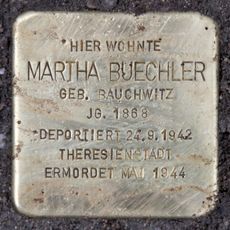 HIER WOHNTE
MARTHA BUECHLER
GEB. BAUCHWITZ
JG. 1868
DEPORTIERT 24.9.1942
THERESIENSTADT
ERMORDET MAI 1944